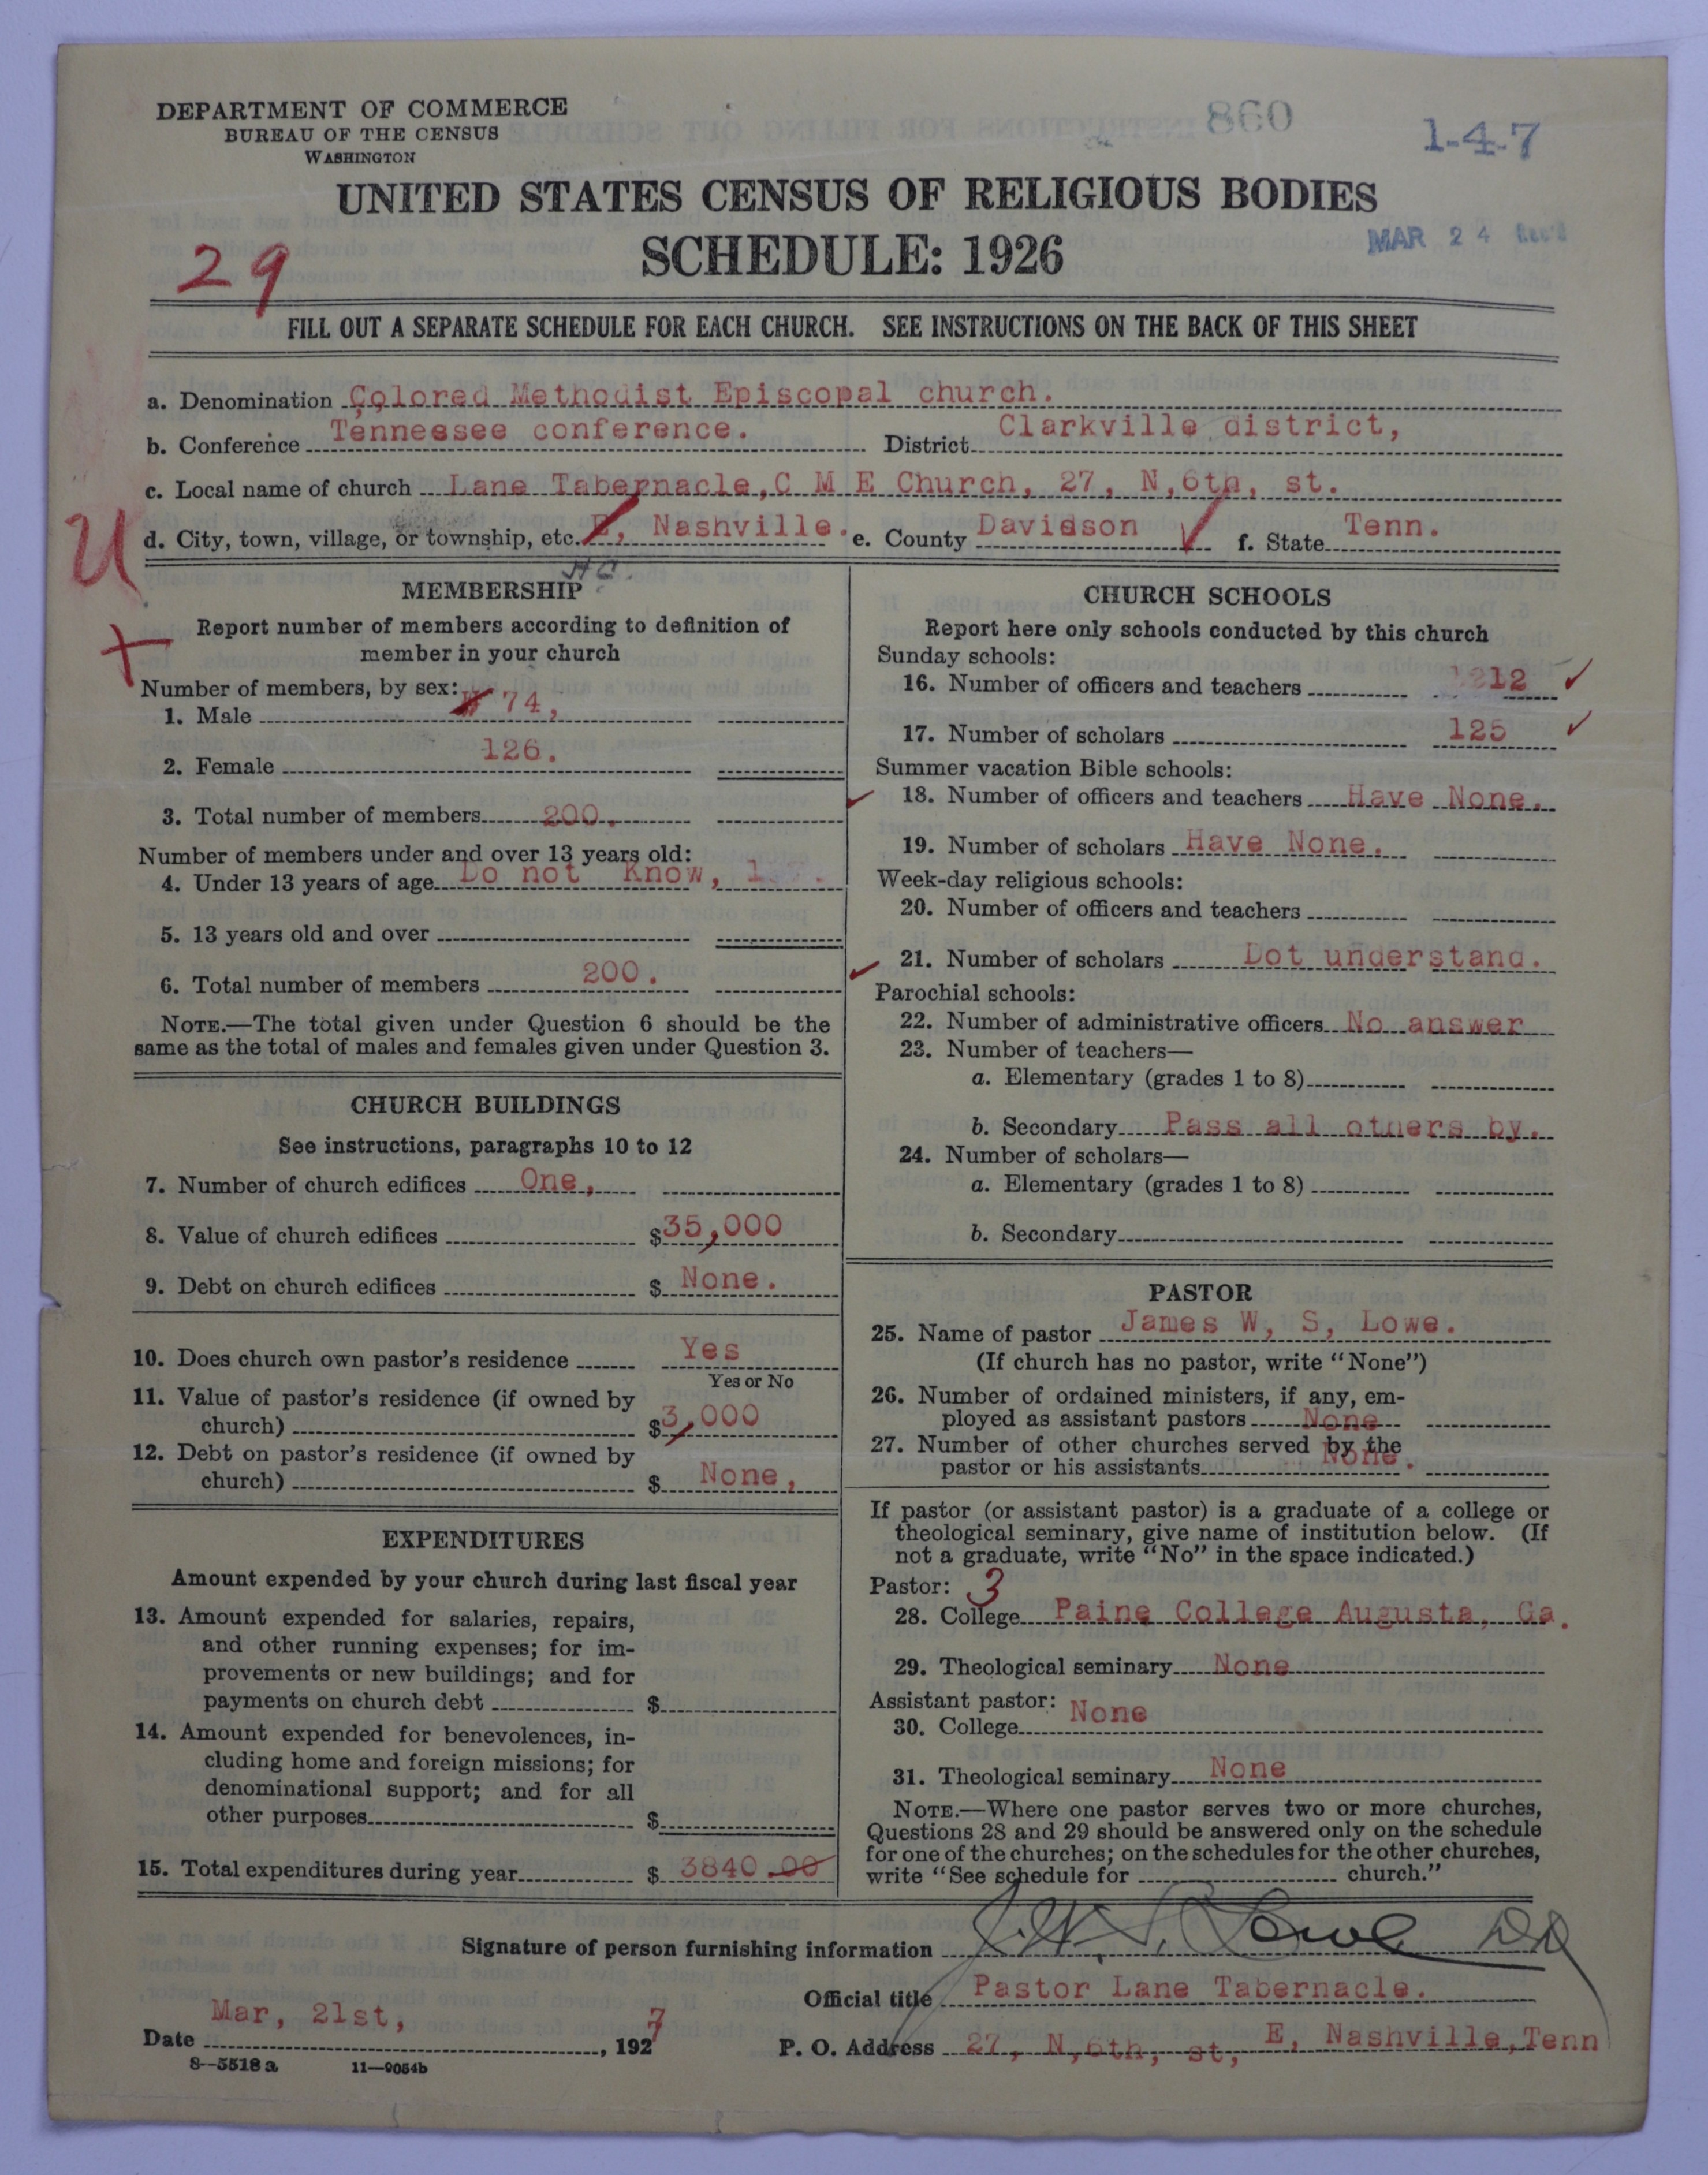 DEPARTMENT OF COMMERCE
BUREAU OF THE CENSUS
WASHINGTON
860
1-4-7
UNITED STATES CENSUS OF RELIGIOUS BODIES
SCHEDULE: 1926
MAR 24 Rec'd
29
FILL OUT A SEPARATE SCHEDULE FOR EACH CHURCH. SEE INSTRUCTIONS ON THE BACK OF THIS SHEET
a. Denomination Colored Methodist Episcopal church.
b. Conference Tennessee conference. District Clarkville district,
c. Local name of church Lane Tabernacle,C M E Church, 27, N,6th, st.
d. City, town, village, or township, etc. E, Nashville. e. County Davidson f. State Tenn.
U
MEMBERSHIP
Report number of members according to definition of
member in your church
Number of members, by sex:
1. Male 74,
2. Female 126.
3. Total number of members 200.
Number of members under and over 13 years old:
4. Under 13 years of age Do not Know,
5. 13 years old and over
6. Total number of members 200.
NOTE.—The total given under Question 6 should be the
same as the total of males and females given under Question 3.
CHURCH BUILDINGS
See instructions, paragraphs 10 to 12
7. Number of church edifices One,
8. Value of church edifices $35,000
9. Debt on church edifices $ None.
10. Does church own pastor's residence Yes
Yes or No
11. Value of pastor's residence (if owned by
church) $3,000
12. Debt on pastor's residence (if owned by
church) $ None,
EXPENDITURES
Amount expended by your church during last fiscal year
13. Amount expended for salaries, repairs,
and other running expenses; for im-
provements or new buildings; and for
payments on church debt $
14. Amount expended for benevolences, in-
cluding home and foreign missions; for
denominational support; and for all
other purposes $
15. Total expenditures during year $ 3840.00
CHURCH SCHOOLS
Report here only schools conducted by this church
Sunday schools:
16. Number of officers and teachers 12
17. Number of scholars 125
Summer vacation Bible schools:
18. Number of officers and teachers Have None.
19. Number of scholars Have None.
Week-day religious schools:
20. Number of officers and teachers
21. Number of scholars Dot understand.
Parochial schools:
22. Number of administrative officers No answer
23. Number of teachers—
a. Elementary (grades 1 to 8)
b. Secondary Pass all others by.
24. Number of scholars—
a. Elementary (grades 1 to 8)
b. Secondary
PASTOR
25. Name of pastor James W, S, Lowe.
(If church has no pastor, write "None")
26. Number of ordained ministers, if any, em-
ployed as assistant pastors None
27. Number of other churches served by the
pastor or his assistants None.
If pastor (or assistant pastor) is a graduate of a college or
theological seminary, give name of institution below. (If
not a graduate, write "No" in the space indicated.)
Pastor: 3
28. College Paine College Augusta, Ga.
29. Theological seminary None
Assistant pastor:
30. College None
31. Theological seminary None
NOTE.—Where one pastor serves two or more churches,
Questions 28 and 29 should be answered only on the schedule
for one of the churches; on the schedules for the other churches,
write "See schedule for church."
Signature of person furnishing information J. W. S. Lowe DD
Official title Pastor Lane Tabernacle.
Date Mar, 21st, 1927
P. O. Address 27, N,6th, st, E, Nashville,Tenn
8—5518 a 11—9054b